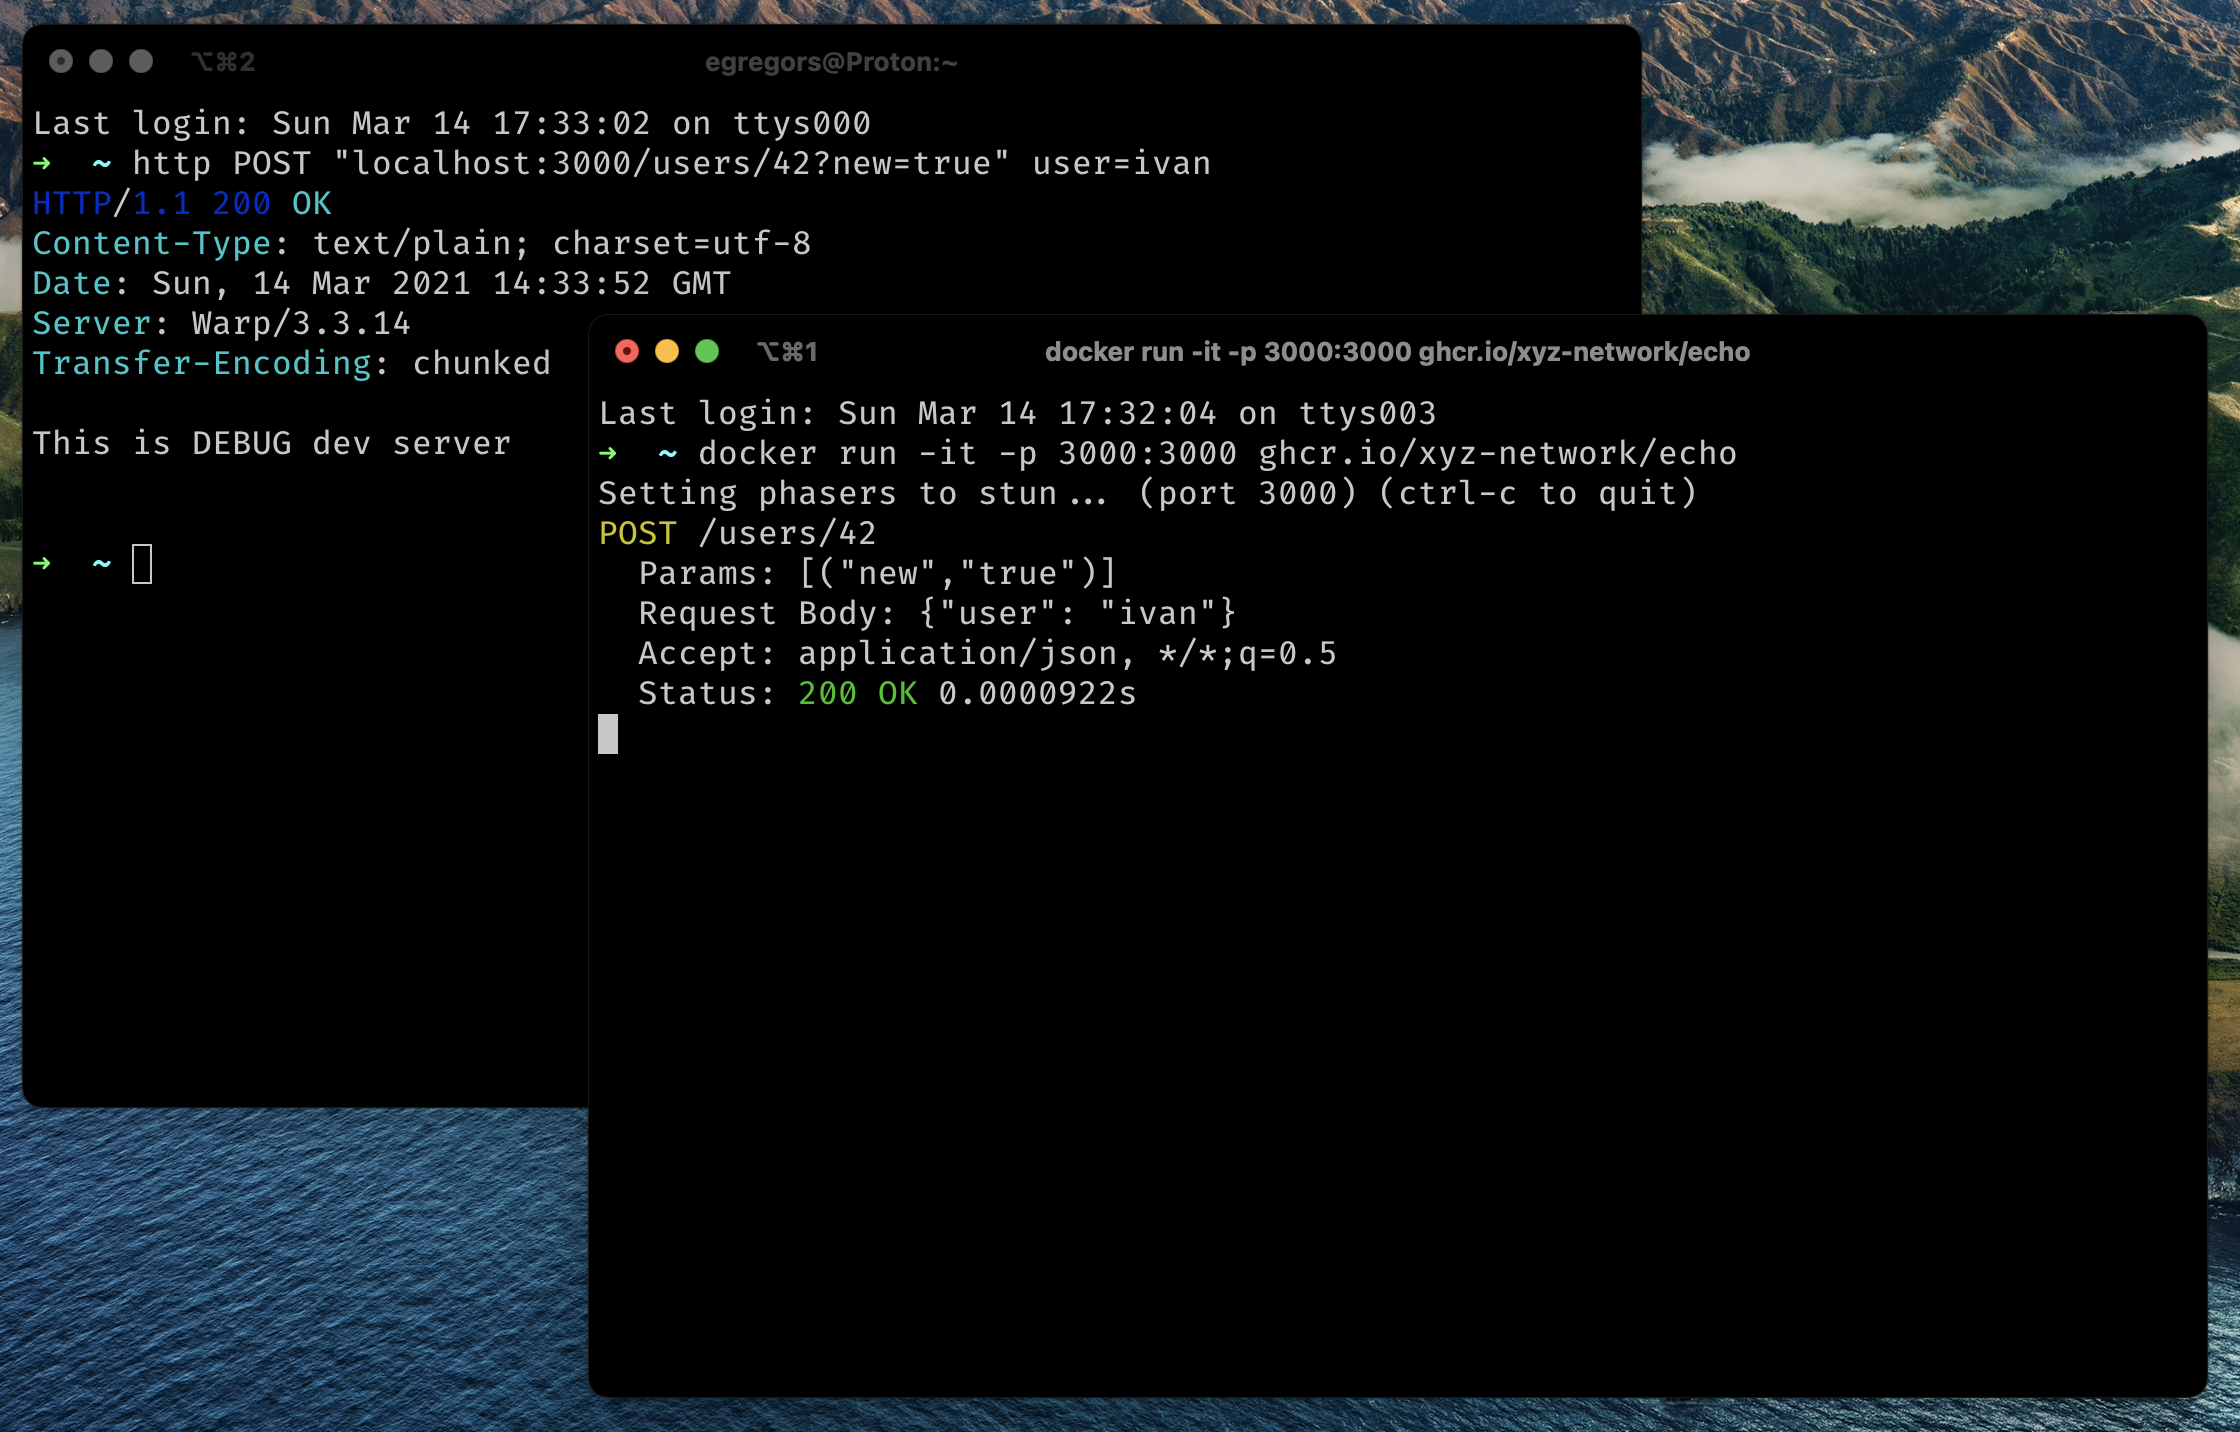 ⌥⌘2
egregors@Proton:~
Last login: Sun Mar 14 17:33:02 on ttys000
➜  ~ http POST "localhost:3000/users/42?new=true" user=ivan
HTTP/1.1 200 OK
Content-Type: text/plain; charset=utf-8
Date: Sun, 14 Mar 2021 14:33:52 GMT
Server: Warp/3.3.14
Transfer-Encoding: chunked
This is DEBUG dev server
➜  ~
⌥⌘1
docker run -it -p 3000:3000 ghcr.io/xyz-network/echo
Last login: Sun Mar 14 17:32:04 on ttys003
➜  ~ docker run -it -p 3000:3000 ghcr.io/xyz-network/echo
Setting phasers to stun... (port 3000) (ctrl-c to quit)
POST /users/42
  Params: [("new","true")]
  Request Body: {"user": "ivan"}
  Accept: application/json, */*;q=0.5
  Status: 200 OK 0.0000922s